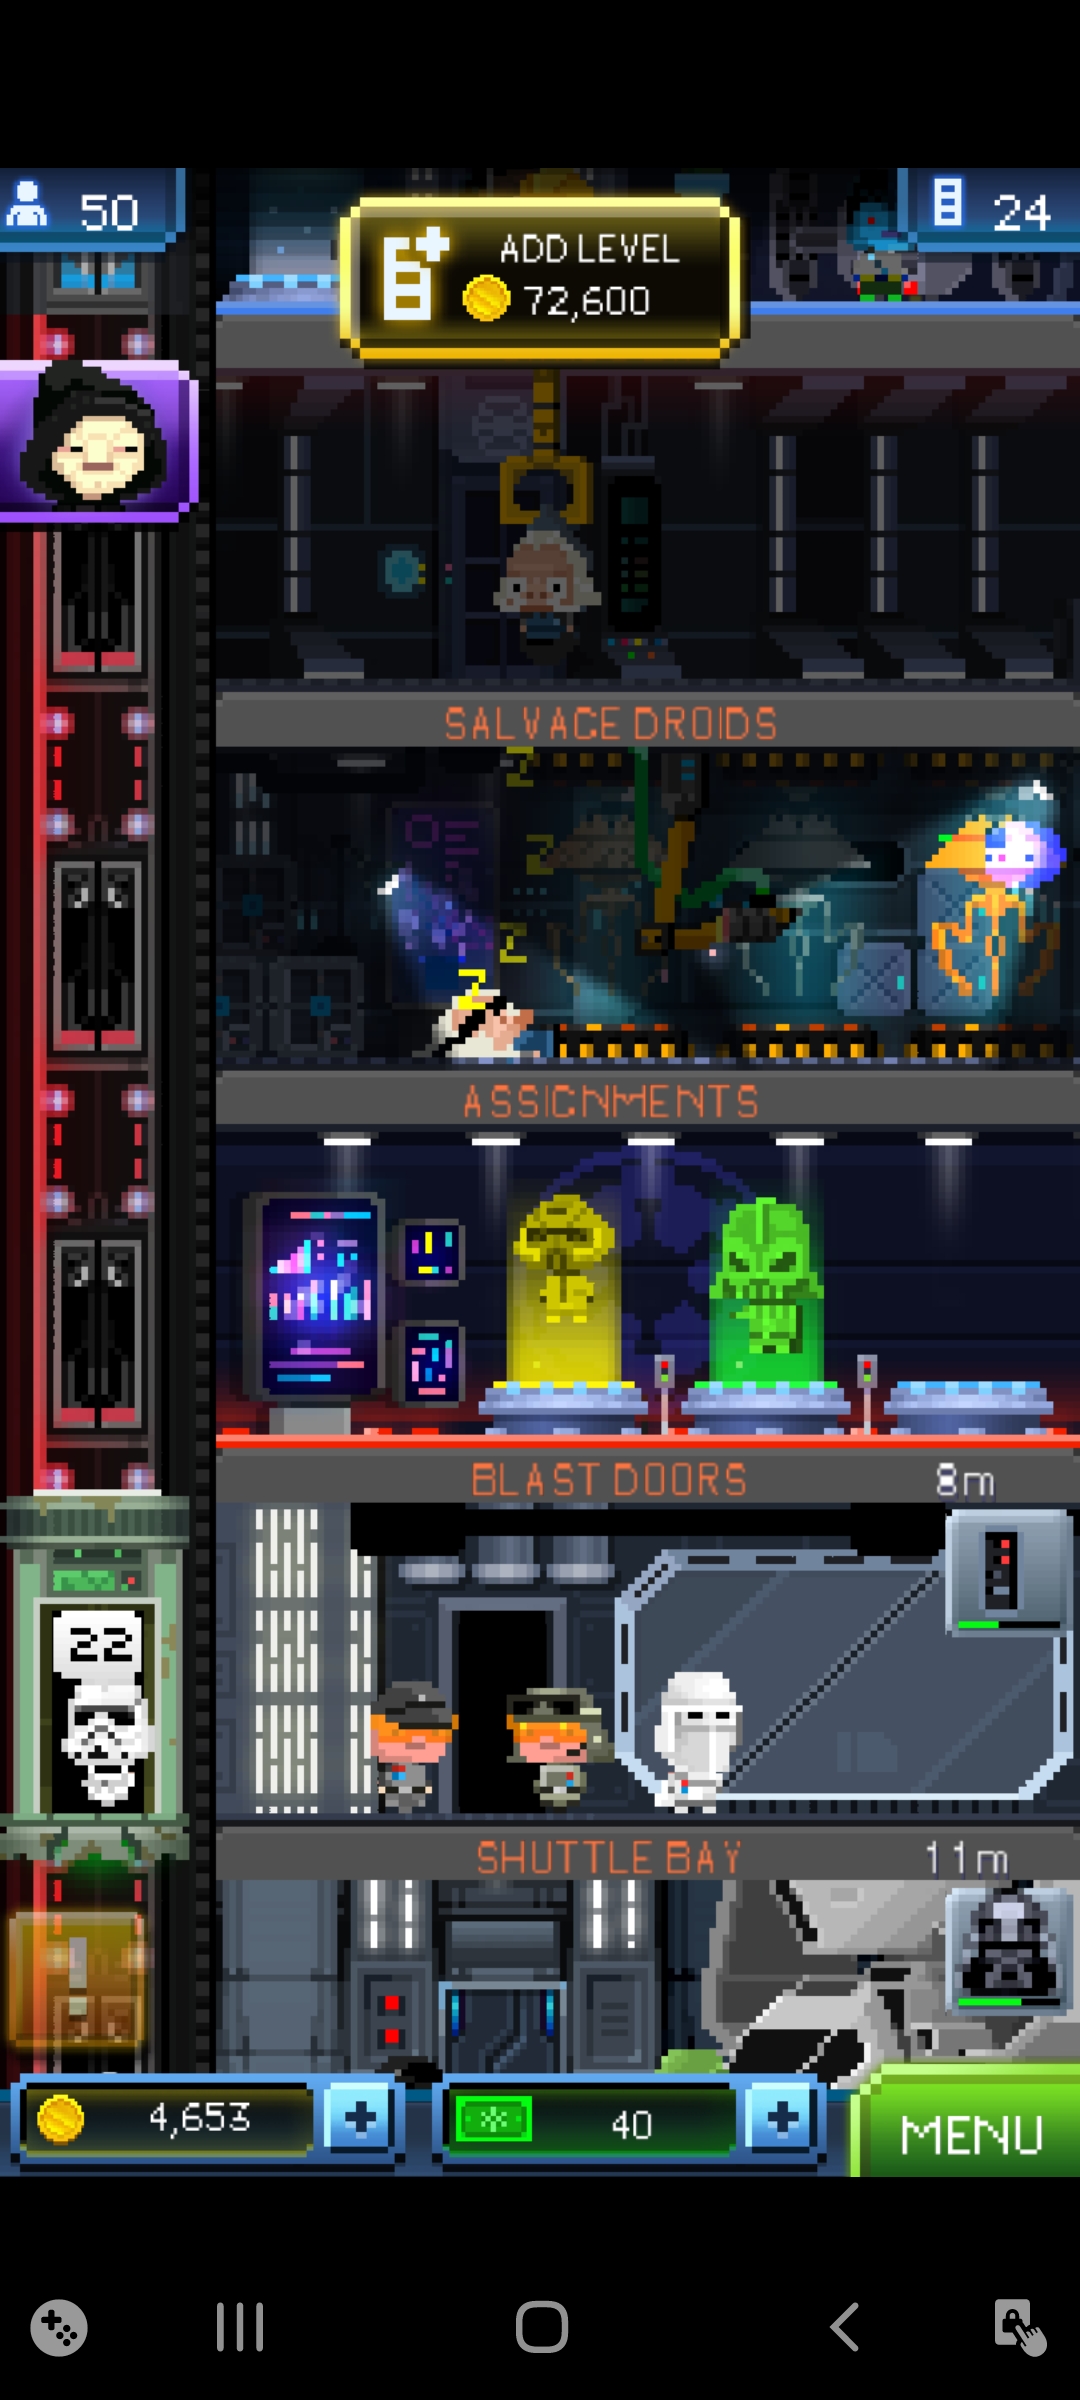 50
24
ADD LEVEL
72,600
SALVAGE DROIDS
Z
Z
Z
Z
ASSIGNMENTS
BLAST DOORS 8m
22
SHUTTLE BAY 11m
4,653
40
MENU